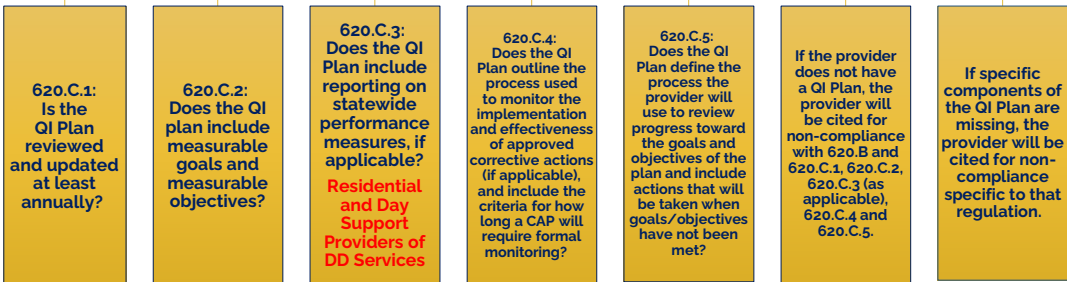 620.C.1:
Is the
QI Plan
reviewed
and updated
at least
annually?
620.C.2:
Does the QI
plan include
measurable
goals and
measurable
objectives?
620.C.3:
Does the QI
Plan include
reporting on
statewide
performance
measures, if
applicable?
Residential
and Day
Support
Providers of
DD Services
620.C.4:
Does the QI
Plan outline the
process used
to monitor the
implementation
and effectiveness
of approved
corrective actions
(if applicable),
and include the
criteria for how
long a CAP will
require formal
monitoring?
620.C.5:
Does the QI
Plan define the
process the
provider will
use to review
progress toward
the goals and
objectives of the
plan and include
actions that will
be taken when
goals/objectives
have not been
met?
If the provider
does not have
a QI Plan, the
provider will
be cited for
non-compliance
with 620.B and
620.C.1, 620.C.2,
620.C.3 (as
applicable),
620.C.4 and
620.C.5.
If specific
components
of the QI Plan
are missing, the
provider will be
cited for non-
compliance
specific to that
regulation.